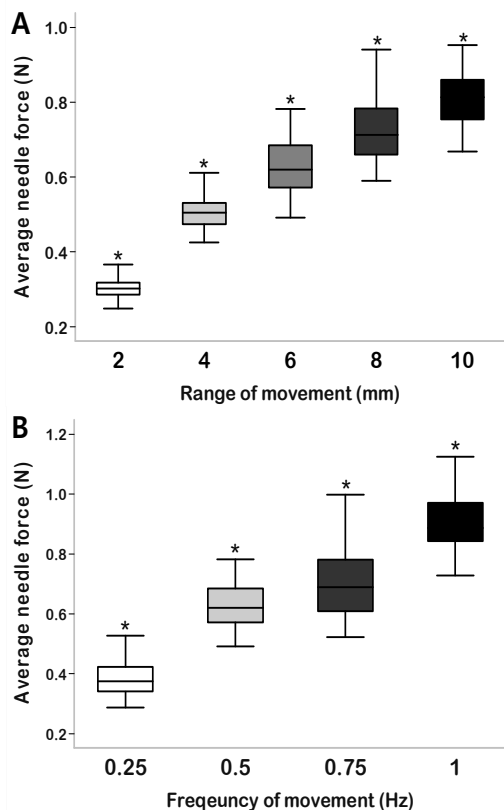 A
Average needle force (N)
1.0
0.8
0.6
0.4
0.2
*
*
*
*
*
2 4 6 8 10
Range of movement (mm)
B
Average needle force (N)
1.2
1.0
0.8
0.6
0.4
0.2
*
*
*
*
0.25 0.5 0.75 1
Freqeuncy of movement (Hz)